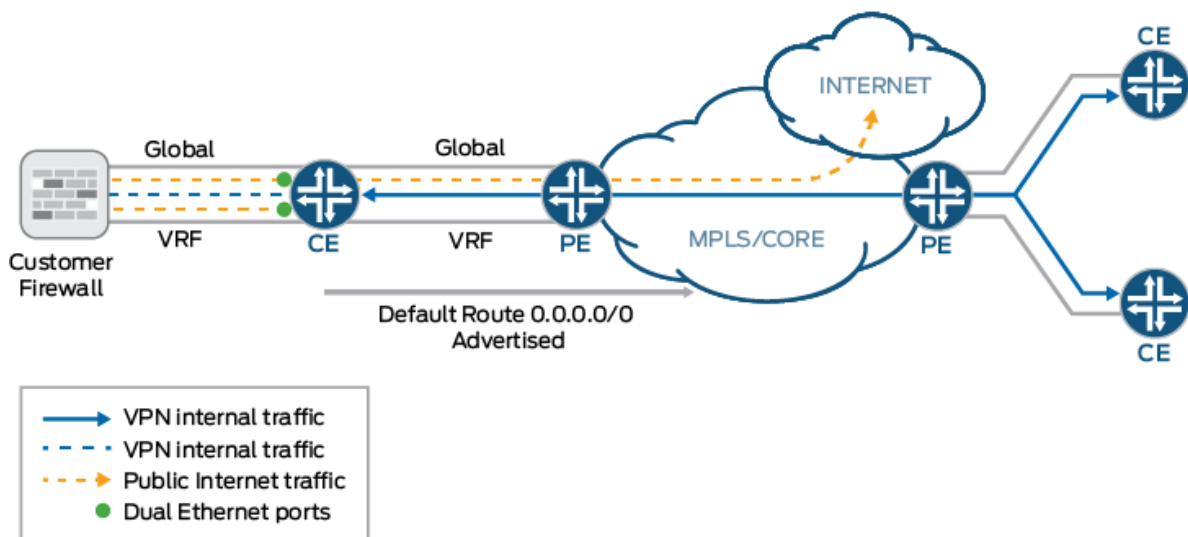 CE
INTERNET
Global
Global
VRF
CE
VRF
PE
MPLS/CORE
PE
Customer
Firewall
Default Route 0.0.0.0/0
Advertised
CE
VPN internal traffic
VPN internal traffic
Public Internet traffic
Dual Ethernet ports